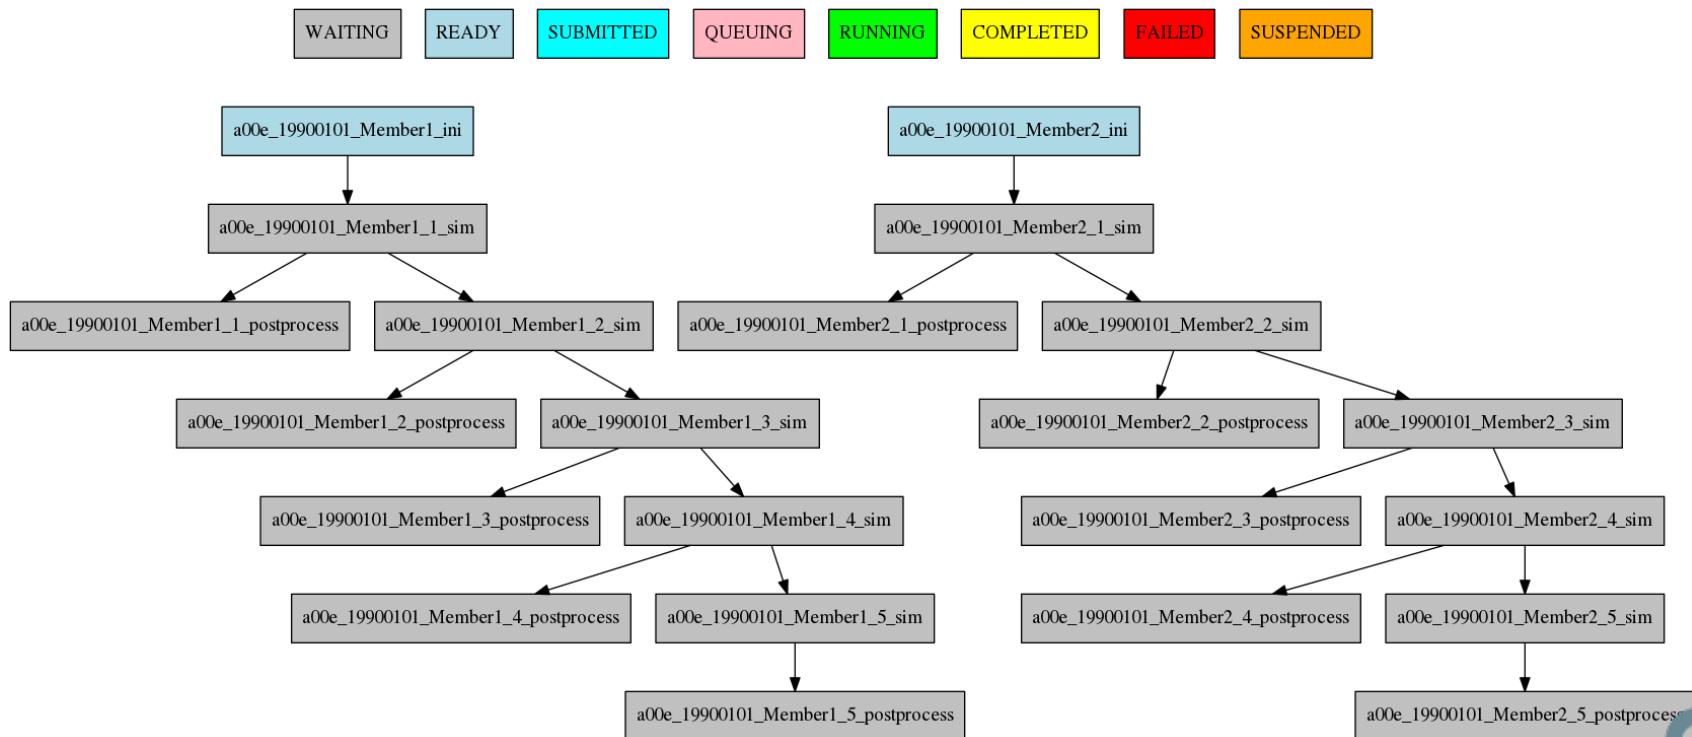 WAITING READY SUBMITTED QUEUING RUNNING COMPLETED FAILED SUSPENDED
a00e_19900101_Member1_ini a00e_19900101_Member2_ini
a00e_19900101_Member1_1_sim a00e_19900101_Member2_1_sim
a00e_19900101_Member1_1_postprocess a00e_19900101_Member1_2_sim a00e_19900101_Member2_1_postprocess a00e_19900101_Member2_2_sim
a00e_19900101_Member1_2_postprocess a00e_19900101_Member1_3_sim a00e_19900101_Member2_2_postprocess a00e_19900101_Member2_3_sim
a00e_19900101_Member1_3_postprocess a00e_19900101_Member1_4_sim a00e_19900101_Member2_3_postprocess a00e_19900101_Member2_4_sim
a00e_19900101_Member1_4_postprocess a00e_19900101_Member1_5_sim a00e_19900101_Member2_4_postprocess a00e_19900101_Member2_5_sim
a00e_19900101_Member1_5_postprocess a00e_19900101_Member2_5_postprocess